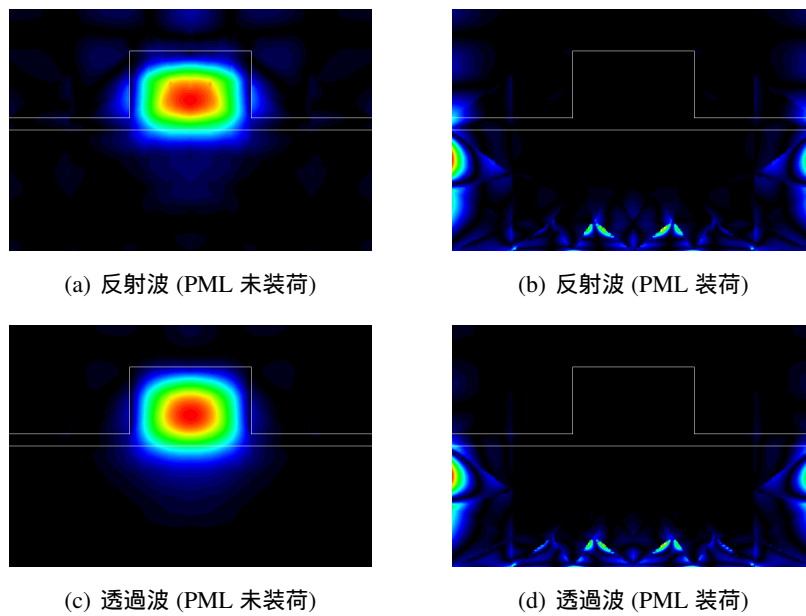 (a) 反射波 (PML 未装荷)
(b) 反射波 (PML 装荷)
(c) 透過波 (PML 未装荷)
(d) 透過波 (PML 装荷)